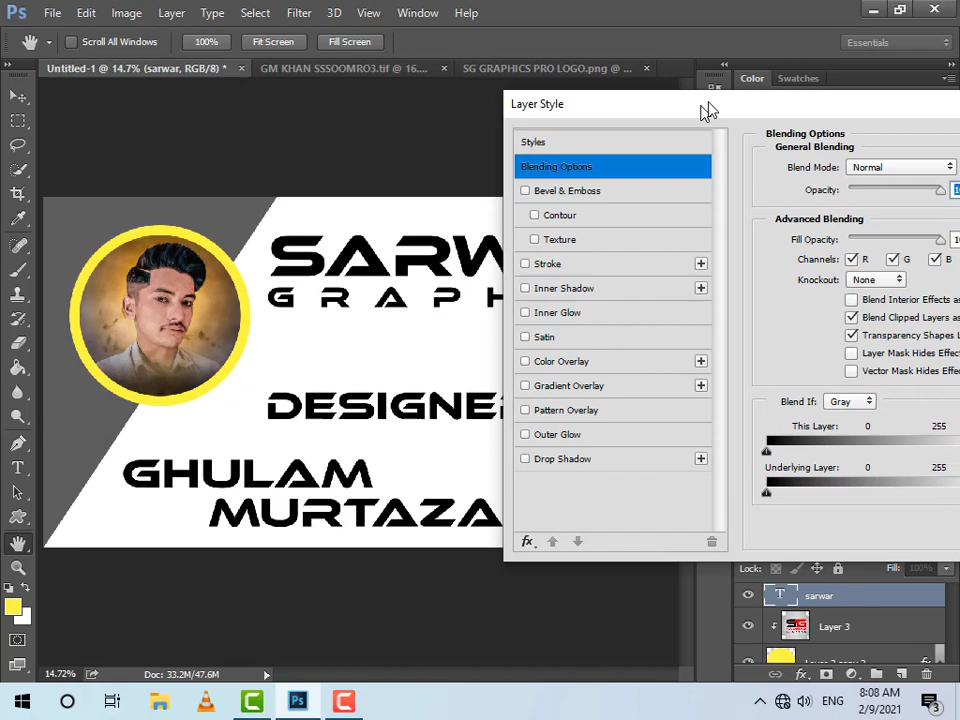 Ps File Edit Image Layer Type Select Filter 3D View Window Help
Scroll All Windows 100% Fit Screen Fill Screen Essentials
Untitled-1 @ 14.7% (sarwar, RGB/8) * × GM KHAN SSSOOMRO3.tif @ 16.... × SG GRAPHICS PRO LOGO.png @ ... × Color Swatches
Layer Style
Styles
Blending Options
Bevel & Emboss
Contour
Texture
Stroke
Inner Shadow
Inner Glow
Satin
Color Overlay
Gradient Overlay
Pattern Overlay
Outer Glow
Drop Shadow
fx
Blending Options
General Blending
Blend Mode: Normal
Opacity:
Advanced Blending
Fill Opacity: 10
Channels: R G B
Knockout: None
Blend Interior Effects as
Blend Clipped Layers as
Transparency Shapes L
Layer Mask Hides Effect
Vector Mask Hides Effec
Blend If: Gray
This Layer: 0 255
Underlying Layer: 0 255
SARW
GRAPH
DESIGNE
GHULAM
MURTAZA
Lock: Fill: 100%
T sarwar
SG Layer 3
fx
14.72% Doc: 33.2M/47.6M
fx
Ps ENG 8:08 AM
2/9/2021 3